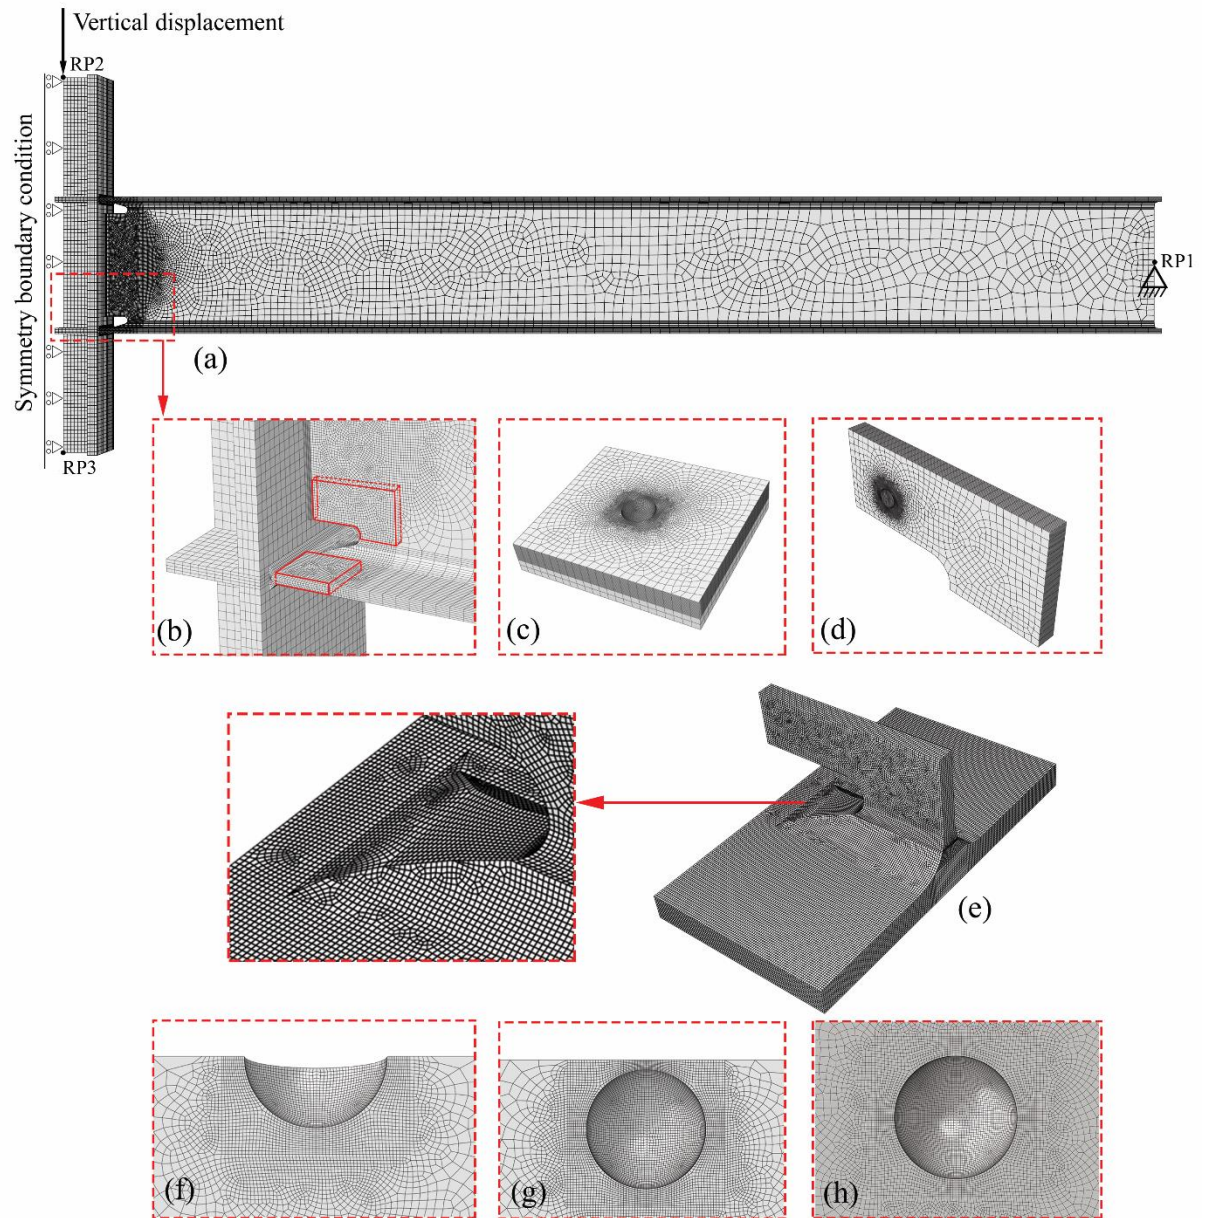 Vertical displacement
RP2
Symmetry boundary condition
RP1
(a)
RP3
(b)
(c)
(d)
(e)
(f)
(g)
(h)